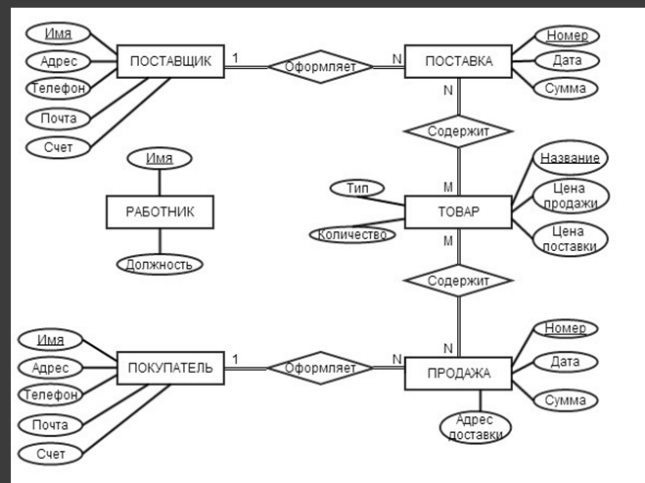 Имя
Адрес
Телефон
Почта
Счет
ПОСТАВЩИК
1
Оформляет
N
ПОСТАВКА
Номер
Дата
Сумма
N
Содержит
M
Имя
РАБОТНИК
Должность
Тип
Количество
ТОВАР
Название
Цена
продажи
Цена
поставки
M
Содержит
N
Имя
Адрес
Телефон
Почта
Счет
ПОКУПАТЕЛЬ
1
Оформляет
N
ПРОДАЖА
Номер
Дата
Сумма
Адрес
доставки